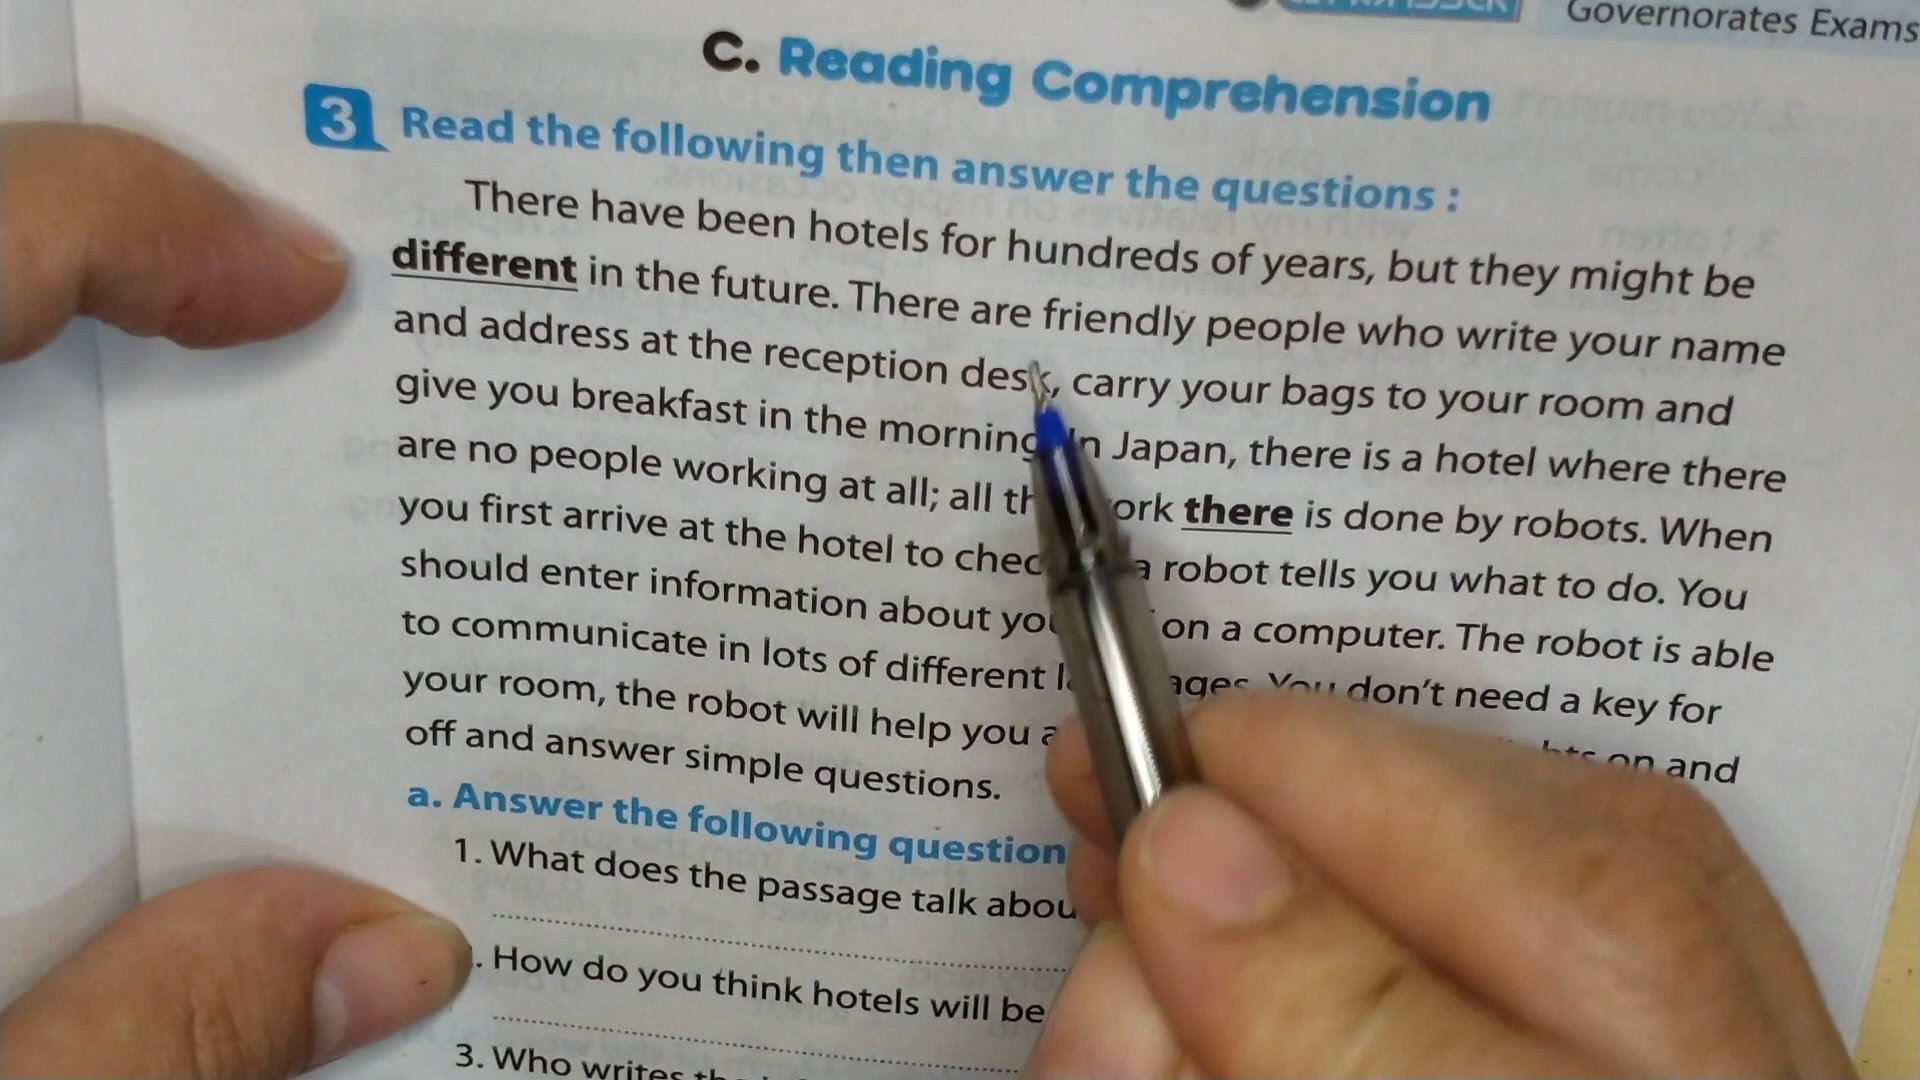 Governorates Exams
C. Reading Comprehension
3 Read the following then answer the questions :
There have been hotels for hundreds of years, but they might be
different in the future. There are friendly people who write your name
and address at the reception desk, carry your bags to your room and
give you breakfast in the morning. In Japan, there is a hotel where there
are no people working at all; all the work there is done by robots. When
you first arrive at the hotel to a robot tells you what to do. You
should enter information about on a computer. The robot is able
to communicate in lots of different You don't need a key for
your room, the robot will help you on and
off and answer simple questions.
a. Answer the following question
1. What does the passage talk
. How do you think hotels will be
3. Who writes